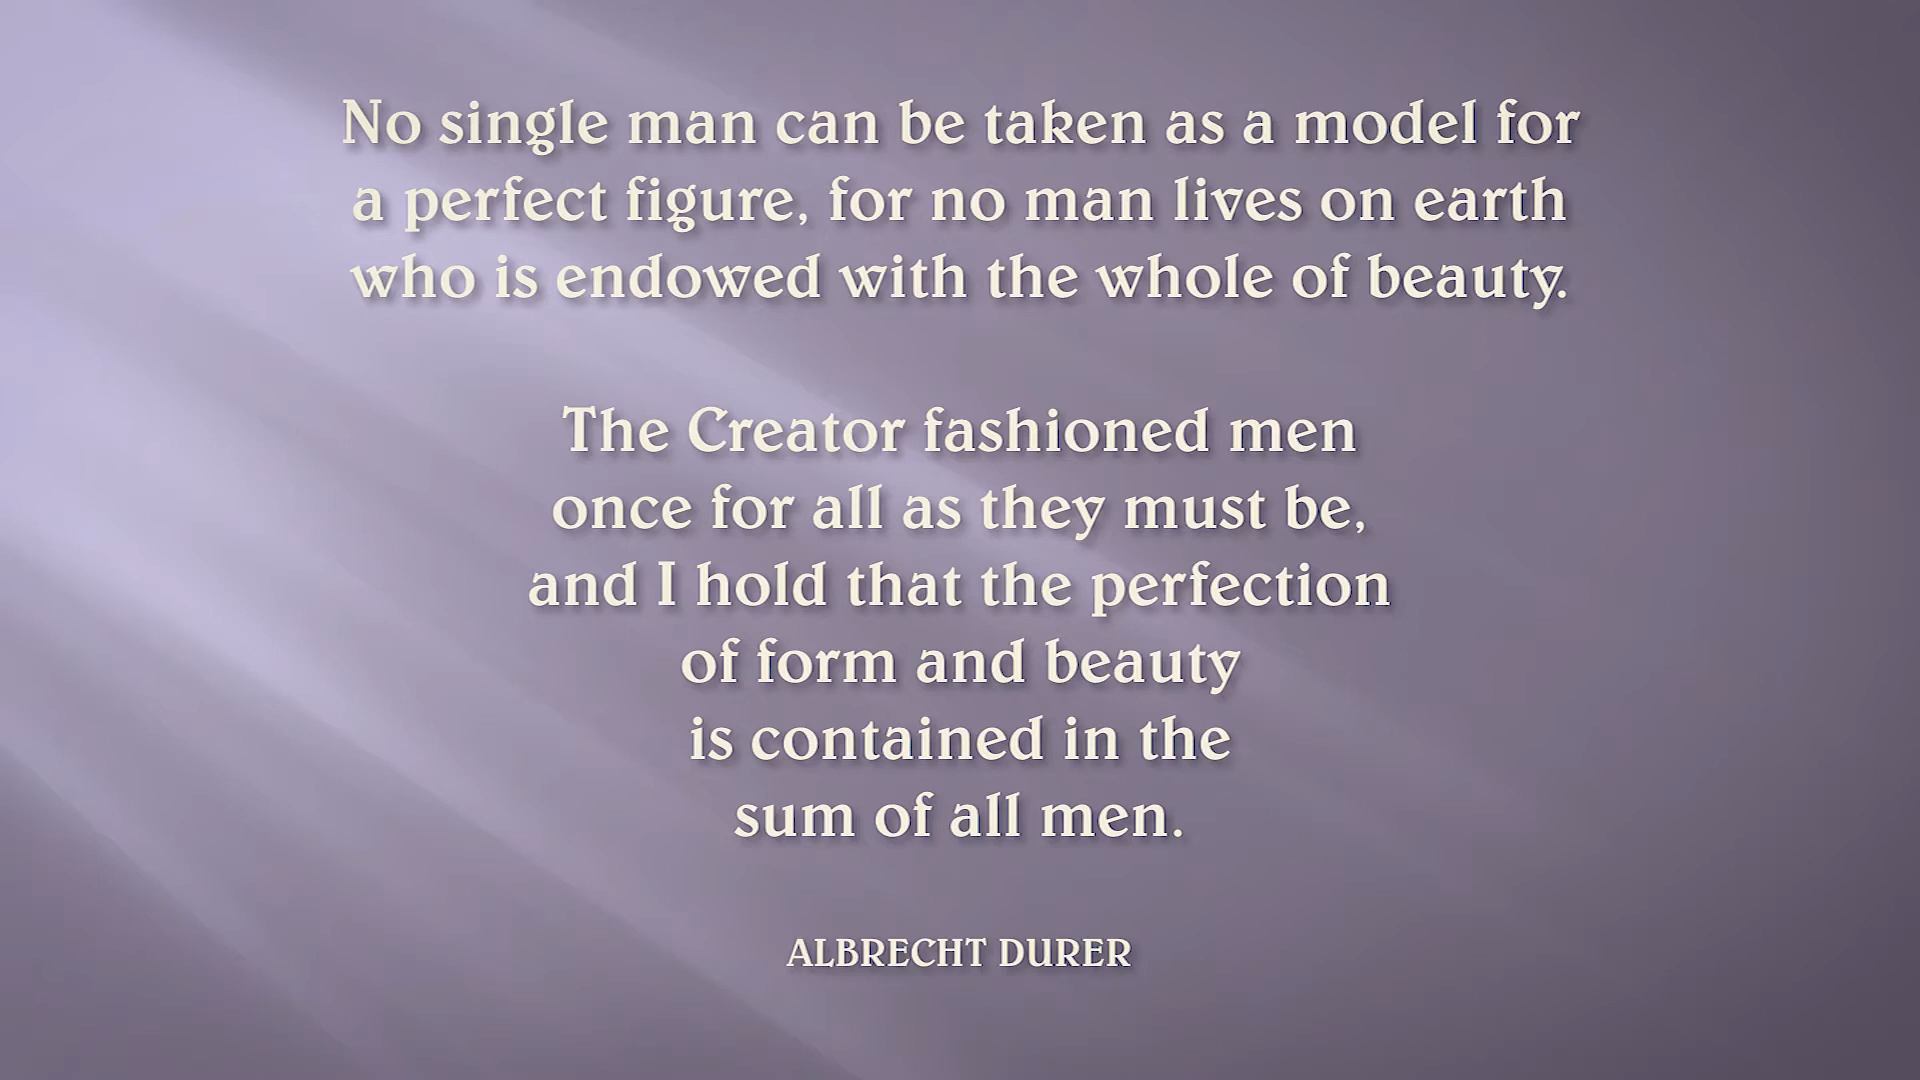 No single man can be taken as a model for
a perfect figure, for no man lives on earth
who is endowed with the whole of beauty.
The Creator fashioned men
once for all as they must be,
and I hold that the perfection
of form and beauty
is contained in the
sum of all men.
ALBRECHT DURER